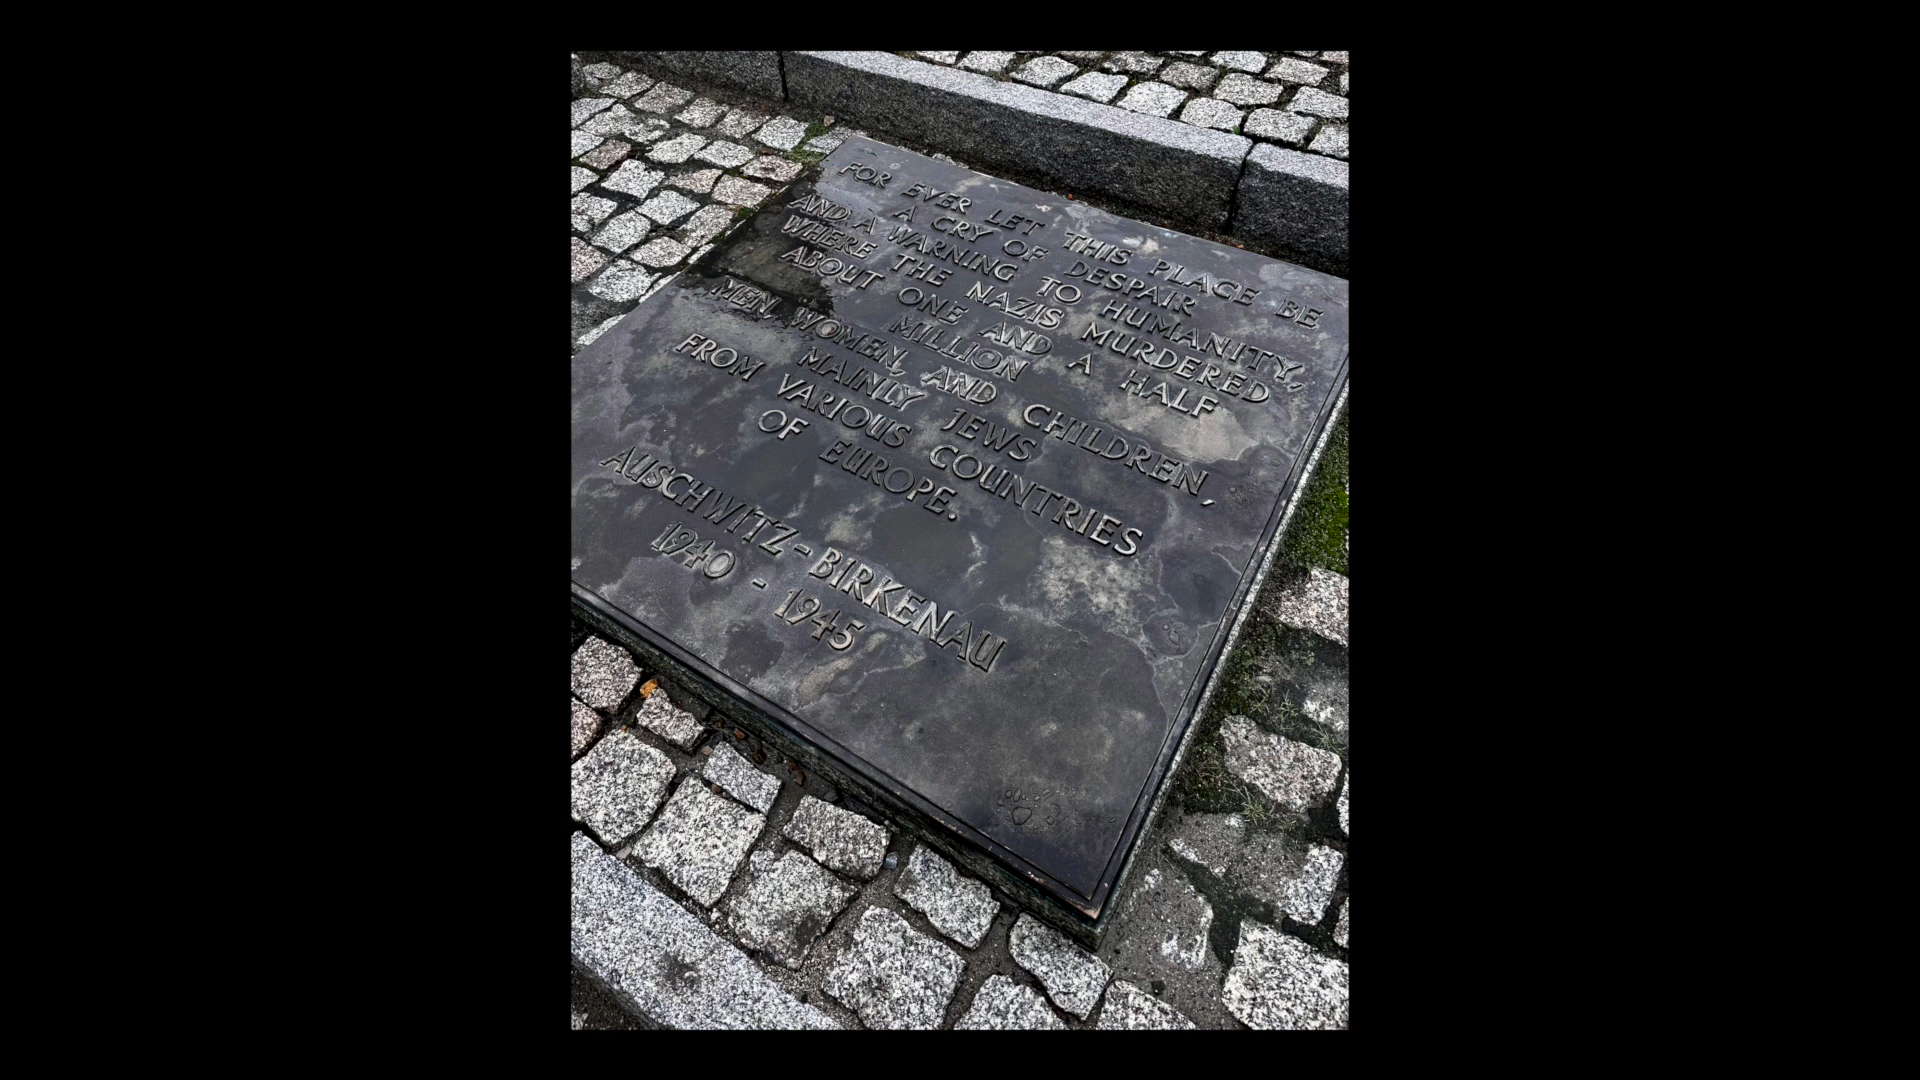 FOR EVER LET THIS PLACE BE
A CRY OF DESPAIR
AND A WARNING TO HUMANITY,
WHERE THE NAZIS MURDERED
ABOUT ONE AND A HALF
MILLION
MEN, WOMEN, AND CHILDREN,
MAINLY JEWS
FROM VARIOUS COUNTRIES
OF EUROPE.
AUSCHWITZ-BIRKENAU
1940 - 1945